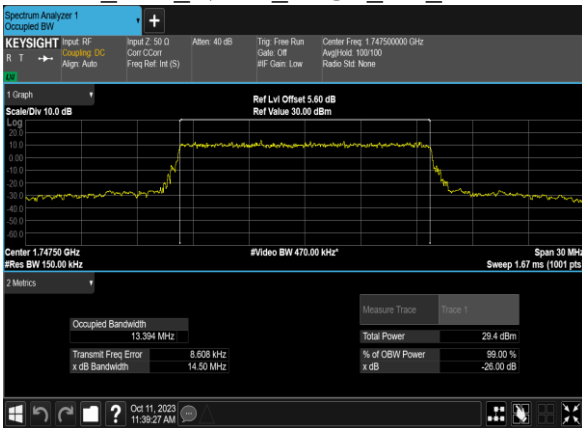 Spectrum Analyzer 1
Occupied BW
+
KEYSIGHT Input: RF Input Z: 50 Ω Atten: 40 dB Trig: Free Run Center Freq: 1.747500000 GHz
R T Coupling: DC Corr CCorr Gate: Off Avg|Hold: 100/100
Align: Auto Freq Ref: Int (S) #IF Gain: Low Radio Std: None
1 Graph Ref Lvl Offset 5.60 dB
Scale/Div 10.0 dB Ref Value 30.00 dBm
Log
20.0
10.0
0.00
-10.0
-20.0
-30.0
-40.0
-50.0
-60.0
Center 1.74750 GHz #Video BW 470.00 kHz* Span 30 MHz
#Res BW 150.00 kHz Sweep 1.67 ms (1001 pts
2 Metrics
Measure Trace Trace 1
Occupied Bandwidth
13.394 MHz Total Power 29.4 dBm
Transmit Freq Error 8.608 kHz % of OBW Power 99.00 %
x dB Bandwidth 14.50 MHz x dB -26.00 dB
? Oct 11, 2023
11:39:27 AM